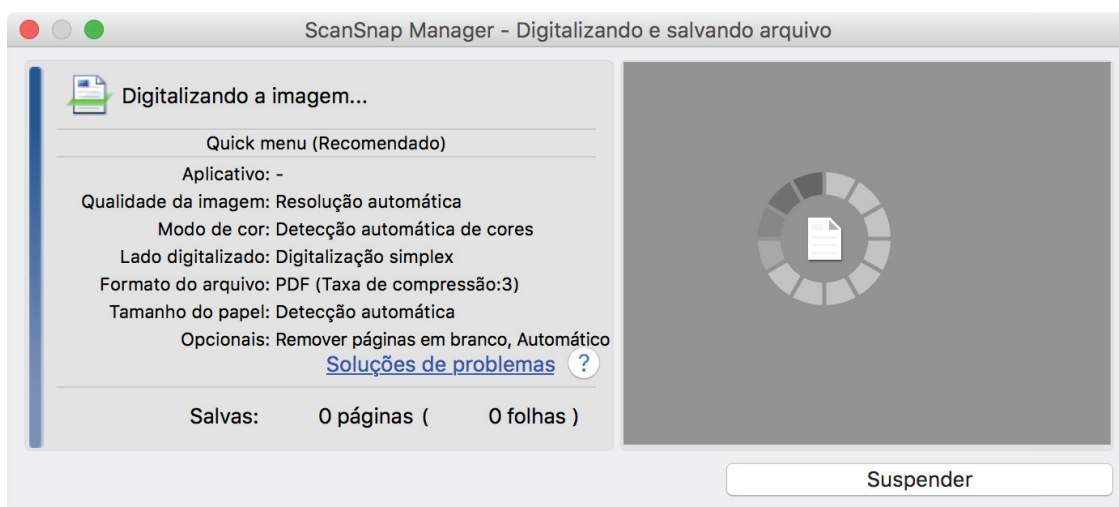 ScanSnap Manager - Digitalizando e salvando arquivo
Digitalizando a imagem...
Quick menu (Recomendado)
Aplicativo: -
Qualidade da imagem: Resolução automática
Modo de cor: Detecção automática de cores
Lado digitalizado: Digitalização simplex
Formato do arquivo: PDF (Taxa de compressão:3)
Tamanho do papel: Detecção automática
Opcionais: Remover páginas em branco, Automático
Soluções de problemas ?
Salvas: 0 páginas ( 0 folhas )
Suspender